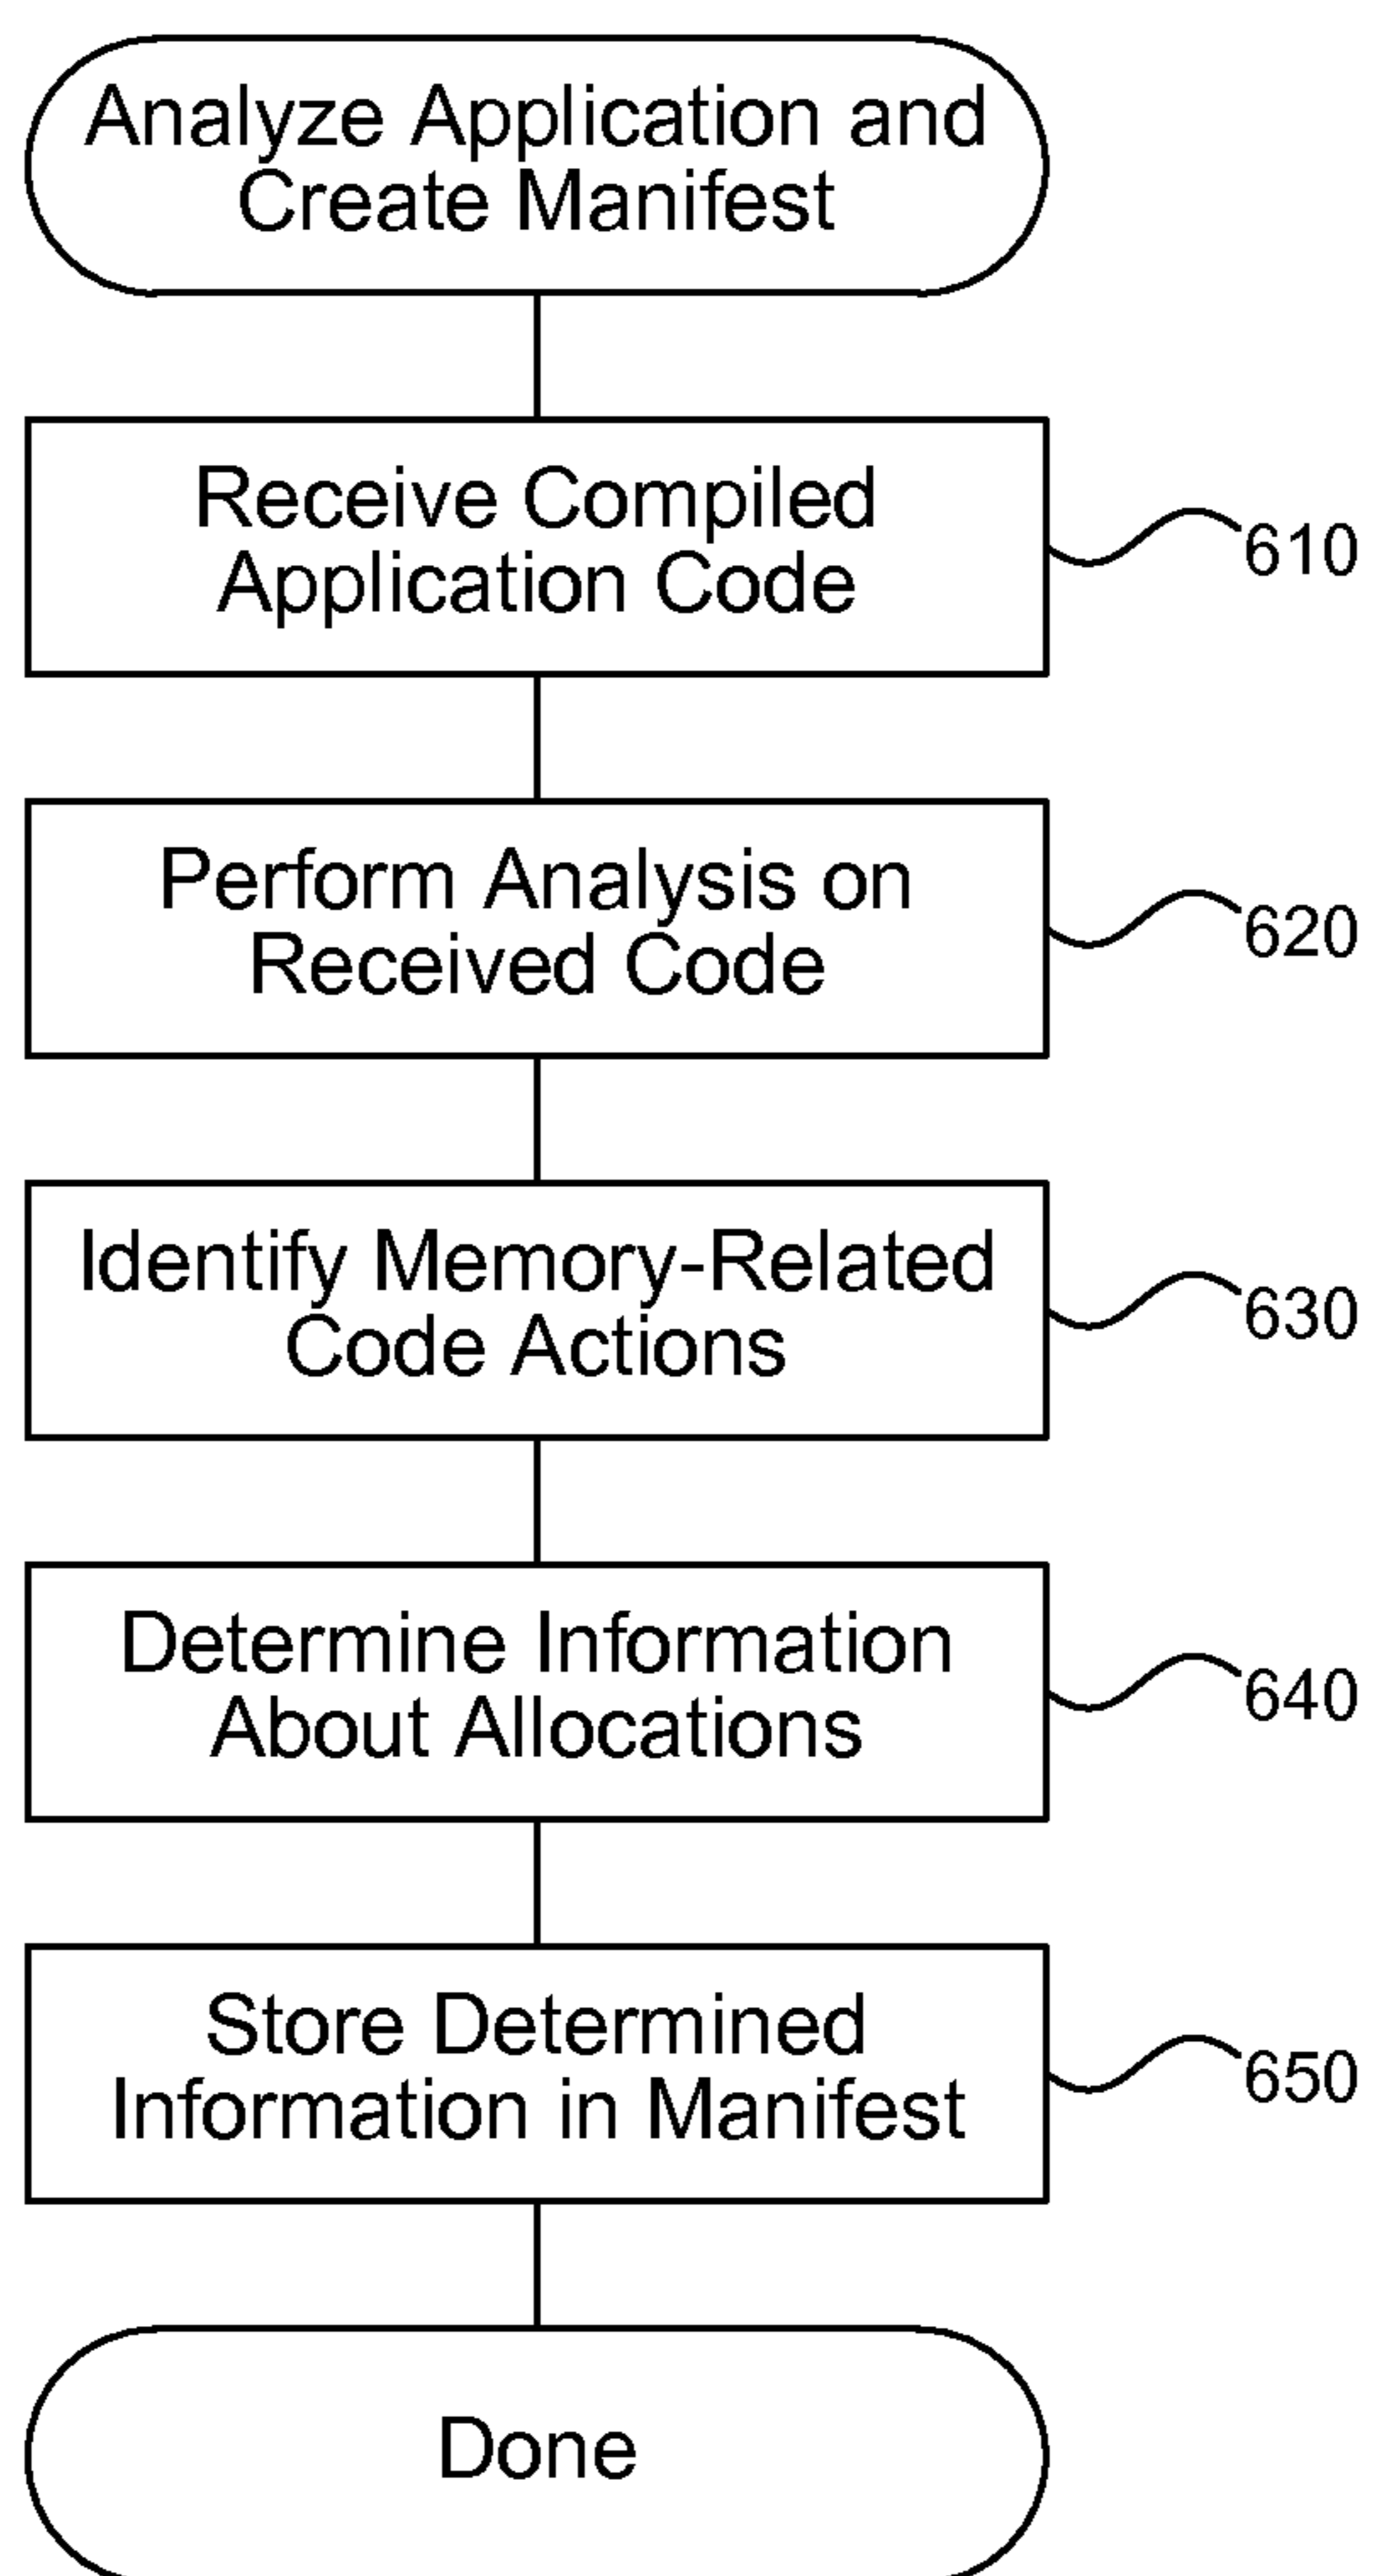 Analyze Application and
Create Manifest
Receive Compiled
Application Code
610
Perform Analysis on
Received Code
620
Identify Memory-Related
Code Actions
630
Determine Information
About Allocations
640
Store Determined
Information in Manifest
650
Done